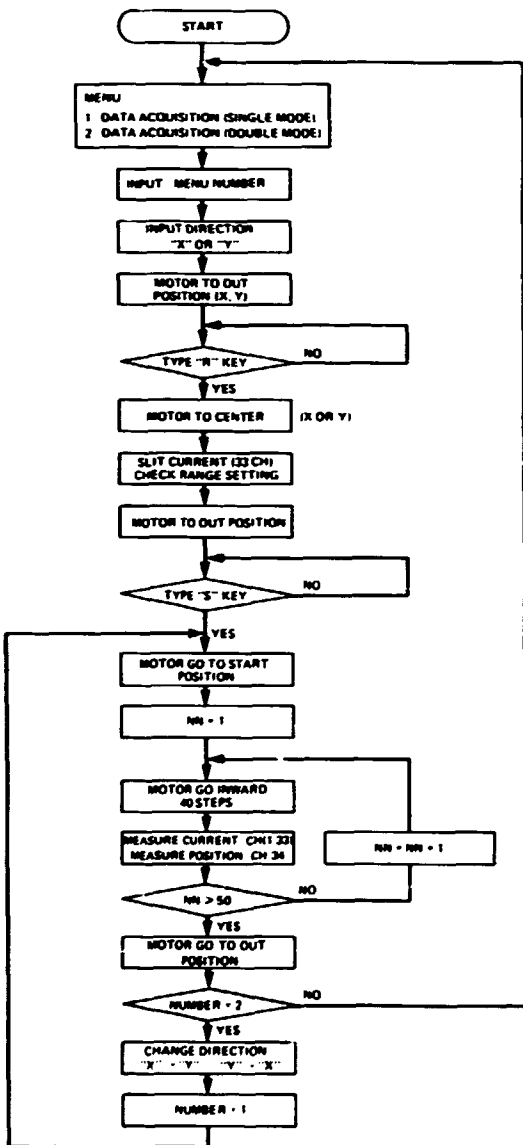 START
MENU
1 DATA ACQUISITION (SINGLE MODE)
2 DATA ACQUISITION (DOUBLE MODE)
INPUT MENU NUMBER
INPUT DIRECTION
"X" OR "Y"
MOTOR TO OUT
POSITION (X, Y)
TYPE "R" KEY
NO
YES
MOTOR TO CENTER
(X OR Y)
SLIT CURRENT (33 CH)
CHECK RANGE SETTING
MOTOR TO OUT POSITION
TYPE "S" KEY
NO
YES
MOTOR GO TO START
POSITION
NN = 1
MOTOR GO INWARD
40 STEPS
MEASURE CURRENT CH(1 33)
MEASURE POSITION CH 34
NN = NN + 1
NN > 50
NO
YES
MOTOR GO TO OUT
POSITION
NUMBER = 2
NO
YES
CHANGE DIRECTION
"X" - "Y" "Y" - "X"
NUMBER = 1